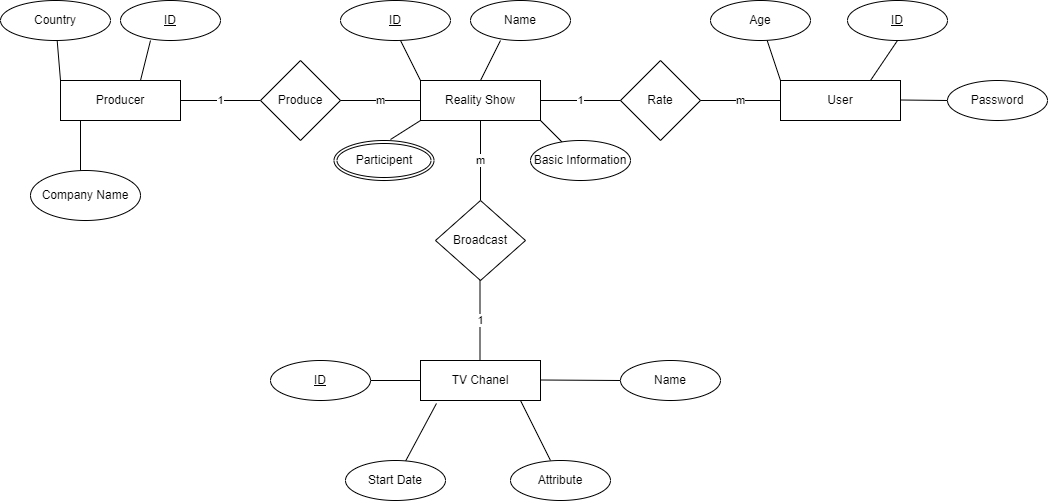 Country
ID
ID
Name
Age
ID
Producer
1
Produce
m
Reality Show
1
Rate
m
User
Password
Participent
m
Basic Information
Company Name
Broadcast
1
ID
TV Chanel
Name
Start Date
Attribute